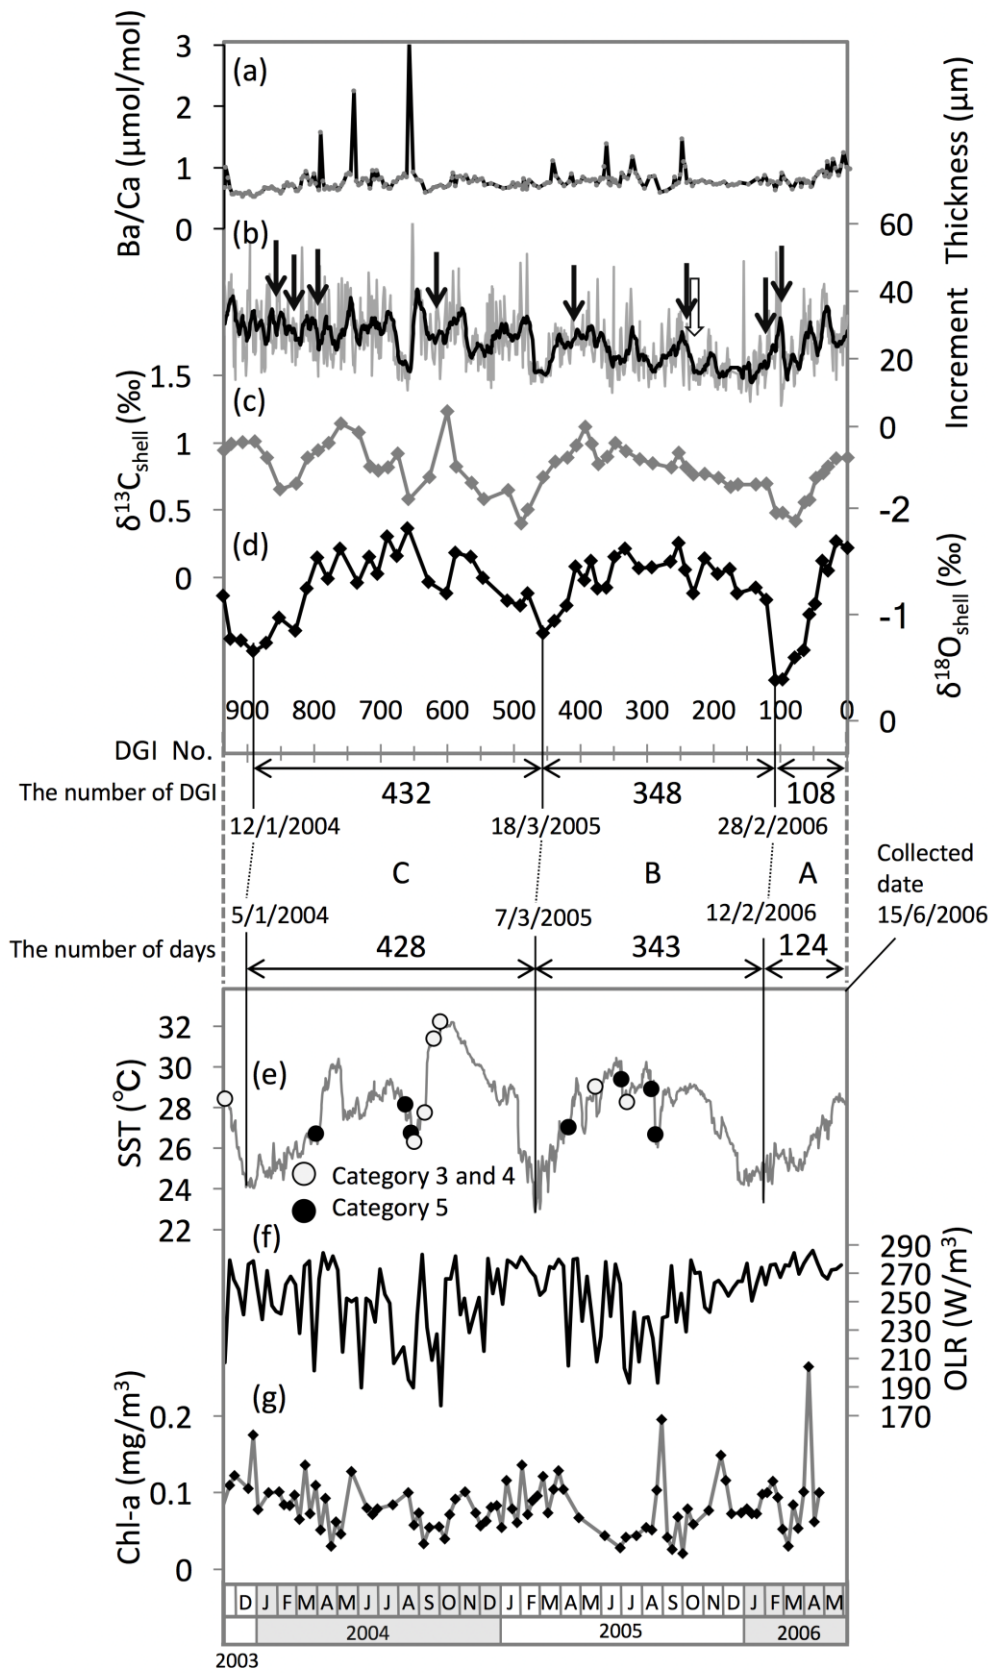 (a)
Ba/Ca (μmol/mol)
3
2
1
0
(b)
Increment Thickness (μm)
60
40
20
0
(c)
δ13Cshell (‰)
1.5
1
0.5
0
(d)
δ18Oshell (‰)
-2
-1
0
900 800 700 600 500 400 300 200 100 0
DGI No.
The number of DGI
432 348 108
12/1/2004 18/3/2005 28/2/2006
C B A
Collected
date
15/6/2006
5/1/2004 7/3/2005 12/2/2006
The number of days
428 343 124
(e)
SST (°C)
32
30
28
26
24
22
Category 3 and 4
Category 5
(f)
OLR (W/m3)
290
270
250
230
210
190
170
(g)
Chl-a (mg/m3)
0.2
0.1
0
D J F M A M J J A S O N D J F M A M J J A S O N D J F M A M
2004 2005 2006
2003